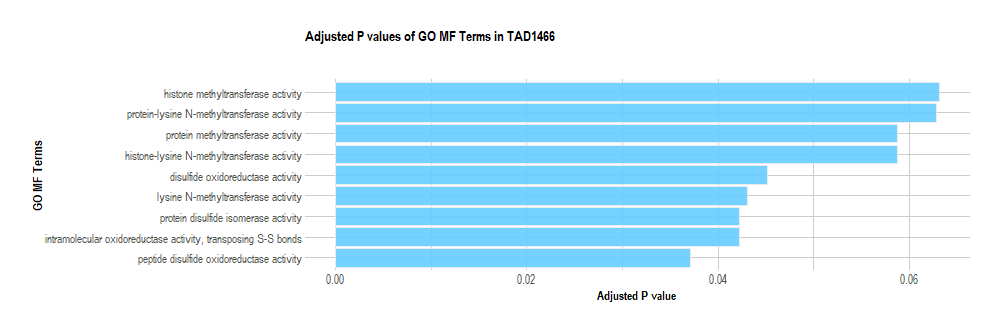 Adjusted P values of GO MF Terms in TAD1466
GO MF Terms
histone methyltransferase activity
protein-lysine N-methyltransferase activity
protein methyltransferase activity
histone-lysine N-methyltransferase activity
disulfide oxidoreductase activity
lysine N-methyltransferase activity
protein disulfide isomerase activity
intramolecular oxidoreductase activity, transposing S-S bonds
peptide disulfide oxidoreductase activity
0.00 0.02 0.04 0.06
Adjusted P value